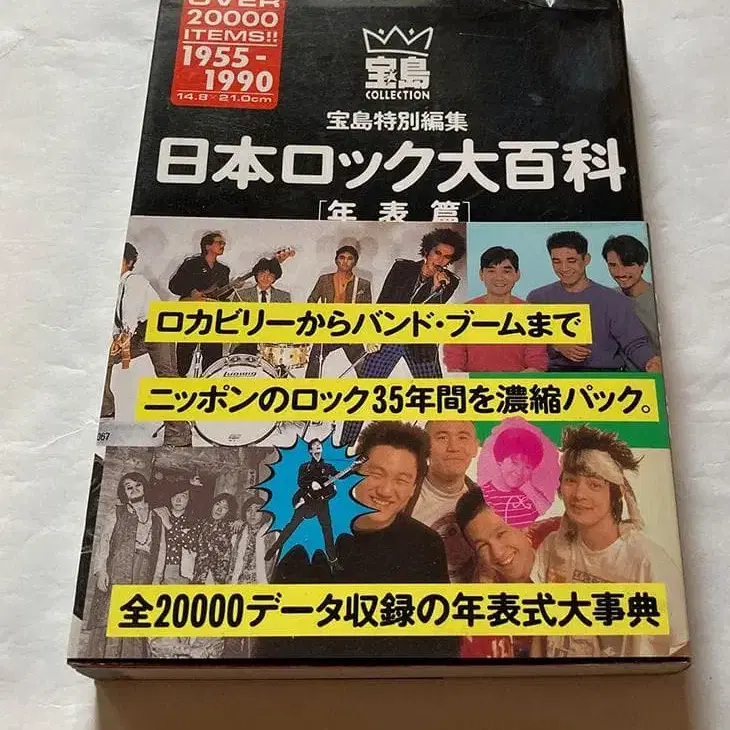 OVER
20000
ITEMS!!
1955-
1990
14.8×21.0cm
宝島
COLLECTION
宝島特別編集
日本ロック大百科
[年表篇]
ロカビリーからバンド・ブームまで
Ludwig
ニッポンのロック35年間を濃縮パック。
367
全20000データ収録の年表式大事典